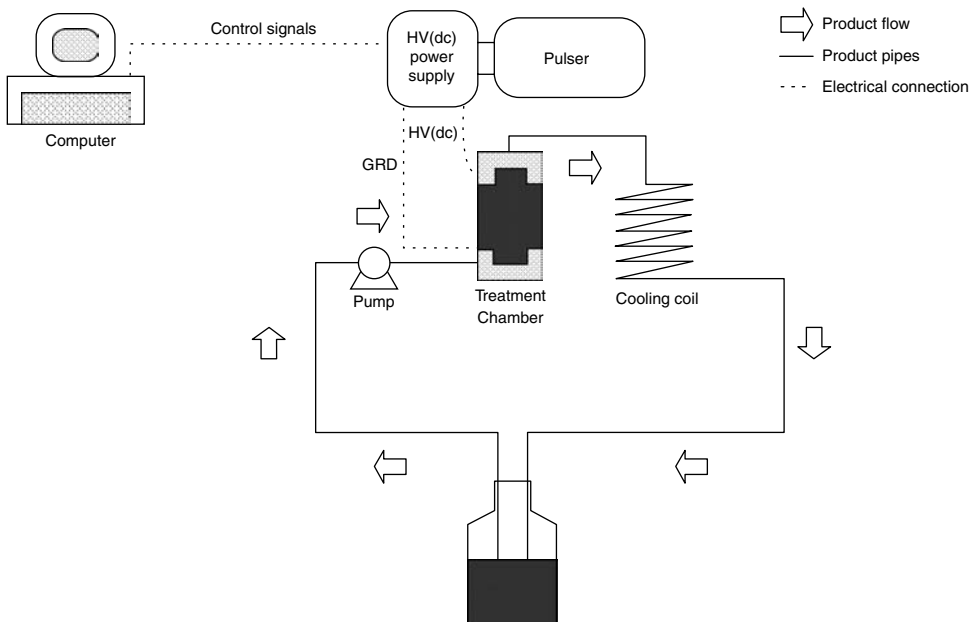 Control signals
HV(dc)
power
supply
Pulser
Product flow
Product pipes
Electrical connection
Computer
HV(dc)
GRD
Pump
Treatment
Chamber
Cooling coil